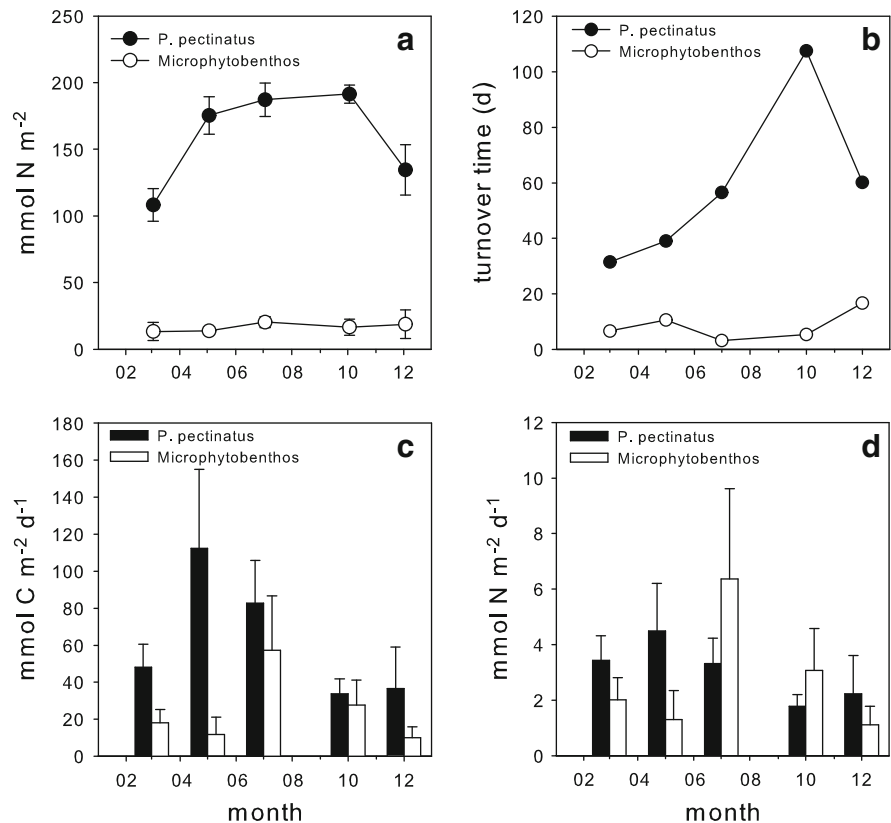 a
P. pectinatus
Microphytobenthos
mmol N m-2
250
200
150
100
50
0
02 04 06 08 10 12
b
P. pectinatus
Microphytobenthos
turnover time (d)
120
100
80
60
40
20
0
02 04 06 08 10 12
c
P. pectinatus
Microphytobenthos
mmol C m-2 d-1
180
160
140
120
100
80
60
40
20
0
02 04 06 08 10 12
month
d
P. pectinatus
Microphytobenthos
mmol N m-2 d-1
12
10
8
6
4
2
0
02 04 06 08 10 12
month